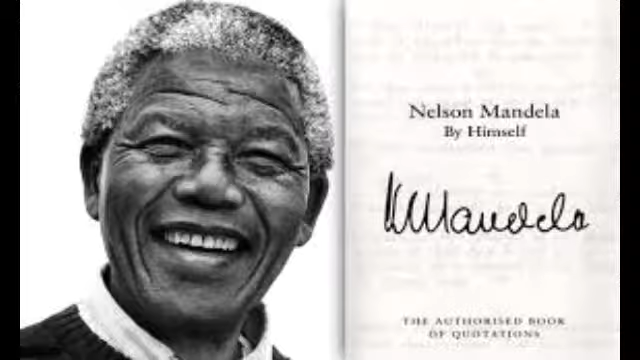 Nelson Mandela
By Himself
NMandela
THE AUTHORISED BOOK
OF QUOTATIONS